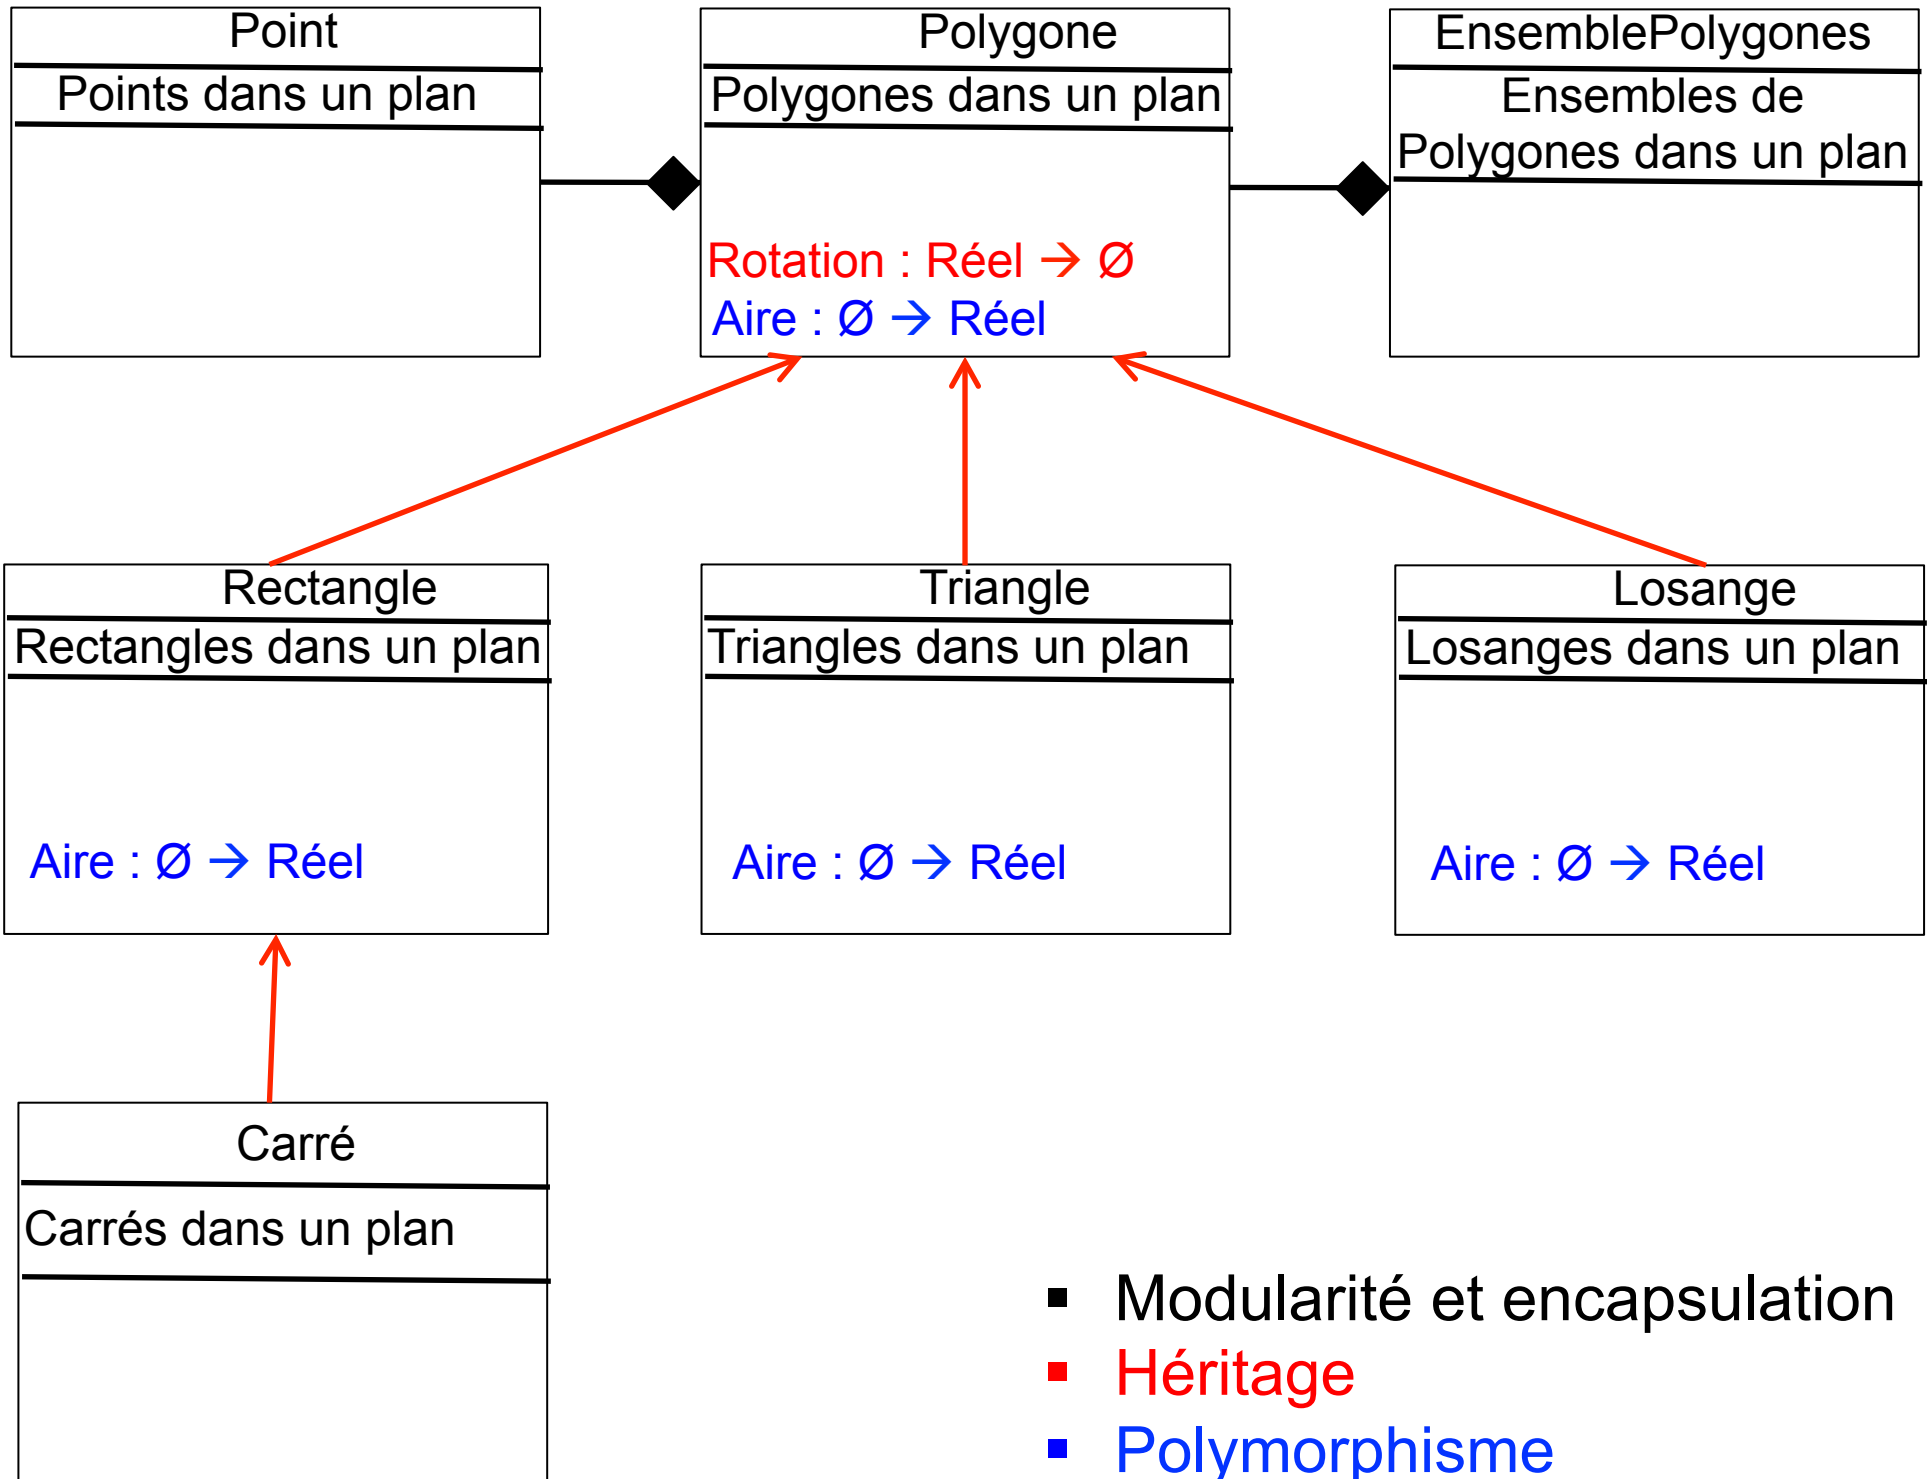 Point
Points dans un plan
Polygone
Polygones dans un plan
Rotation : Réel → Ø
Aire : Ø → Réel
EnsemblePolygones
Ensembles de
Polygones dans un plan
Rectangle
Rectangles dans un plan
Aire : Ø → Réel
Triangle
Triangles dans un plan
Aire : Ø → Réel
Losange
Losanges dans un plan
Aire : Ø → Réel
Carré
Carrés dans un plan
▪ Modularité et encapsulation
▪ Héritage
▪ Polymorphisme